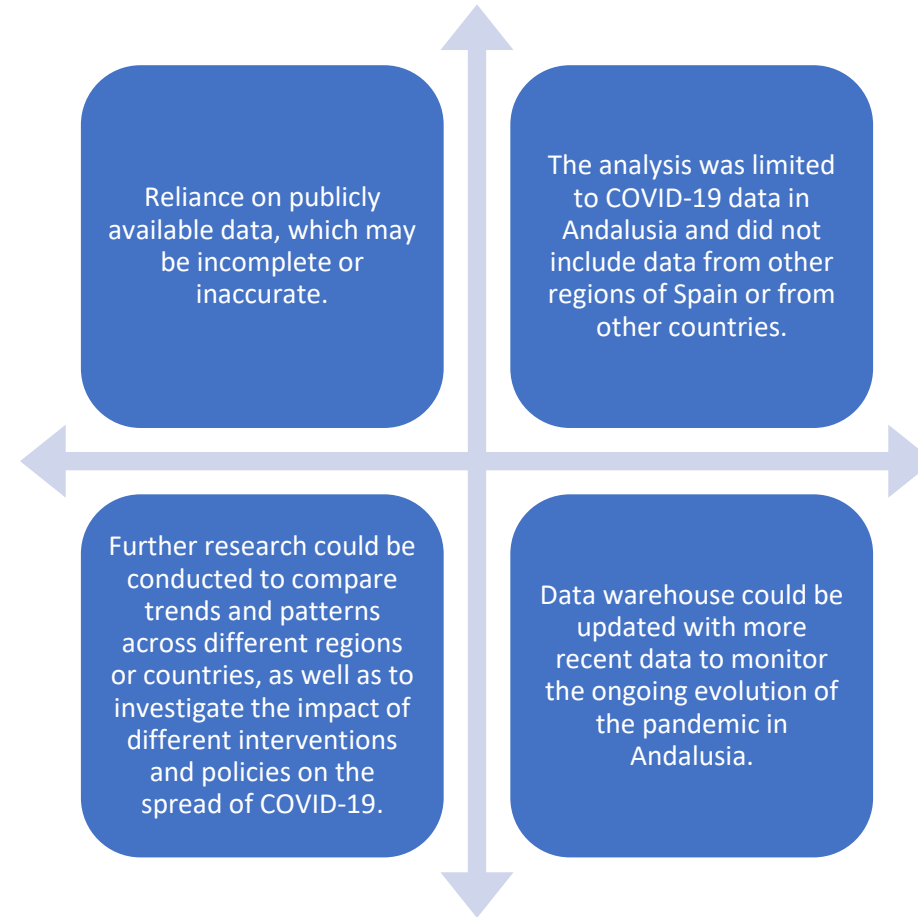 Reliance on publicly
available data, which may
be incomplete or
inaccurate.
The analysis was limited
to COVID-19 data in
Andalusia and did not
include data from other
regions of Spain or from
other countries.
Further research could be
conducted to compare
trends and patterns
across different regions
or countries, as well as to
investigate the impact of
different interventions
and policies on the
spread of COVID-19.
Data warehouse could be
updated with more
recent data to monitor
the ongoing evolution of
the pandemic in
Andalusia.